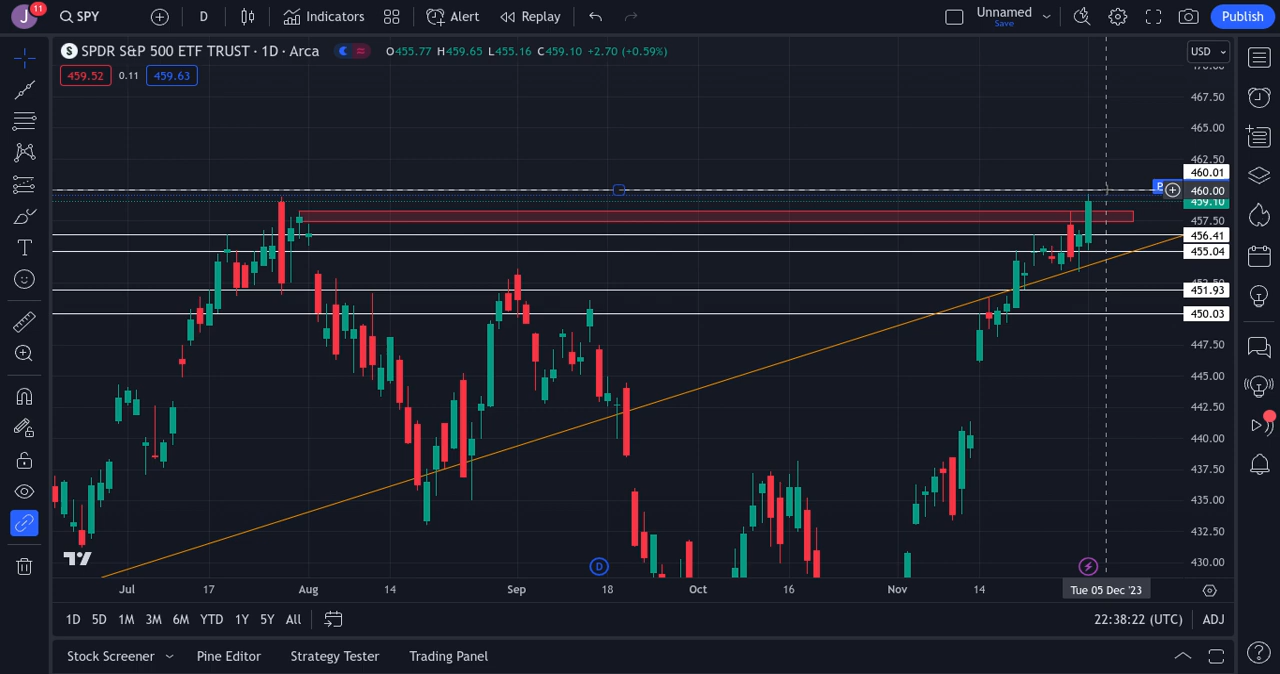 J 11 SPY D Indicators Alert Replay Unnamed Save Publish
S SPDR S&P 500 ETF TRUST · 1D · Arca O455.77 H459.65 L455.16 C459.10 +2.70 (+0.59%) USD
459.52 0.11 459.63
467.50
465.00
462.50
460.01
460.00
459.10
457.50
456.41
455.04
451.93
450.03
447.50
445.00
442.50
440.00
437.50
435.00
432.50
430.00
D
Jul 17 Aug 14 Sep 18 Oct 16 Nov 14 Tue 05 Dec '23
1D 5D 1M 3M 6M YTD 1Y 5Y All 22:38:22 (UTC) ADJ
Stock Screener Pine Editor Strategy Tester Trading Panel